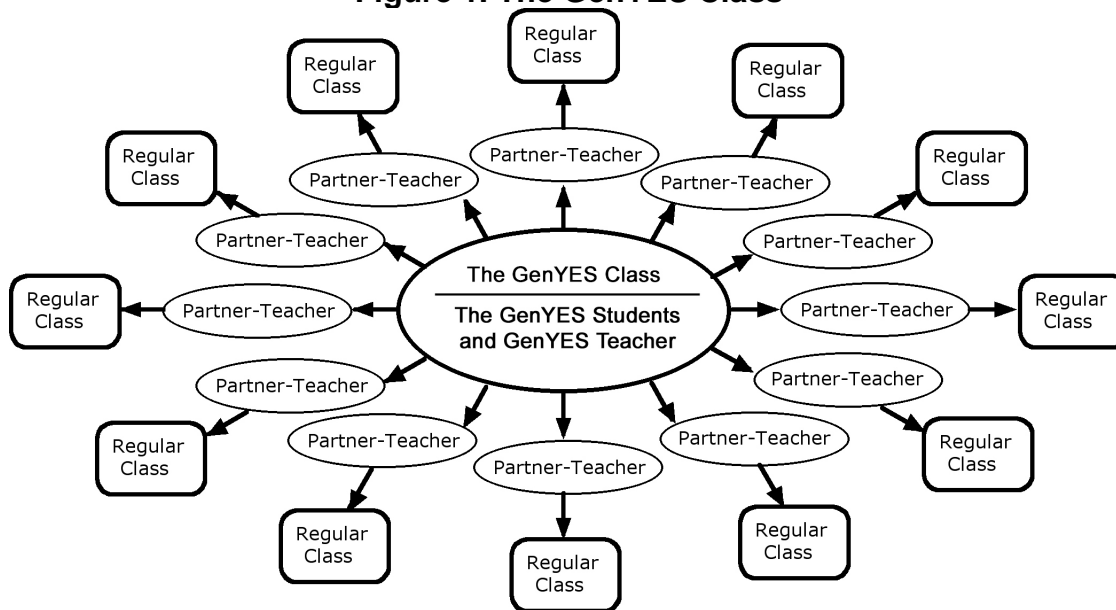 Figure 1. The GenYES Class
Regular
Class
Regular
Class
Regular
Class
Partner-Teacher
Regular
Class
Partner-Teacher
Partner-Teacher
Regular
Class
Partner-Teacher
Partner-Teacher
The GenYES Class
The GenYES Students
and GenYES Teacher
Regular
Class
Partner-Teacher
Partner-Teacher
Regular
Class
Partner-Teacher
Partner-Teacher
Regular
Class
Partner-Teacher
Partner-Teacher
Regular
Class
Partner-Teacher
Regular
Class
Regular
Class
Regular
Class